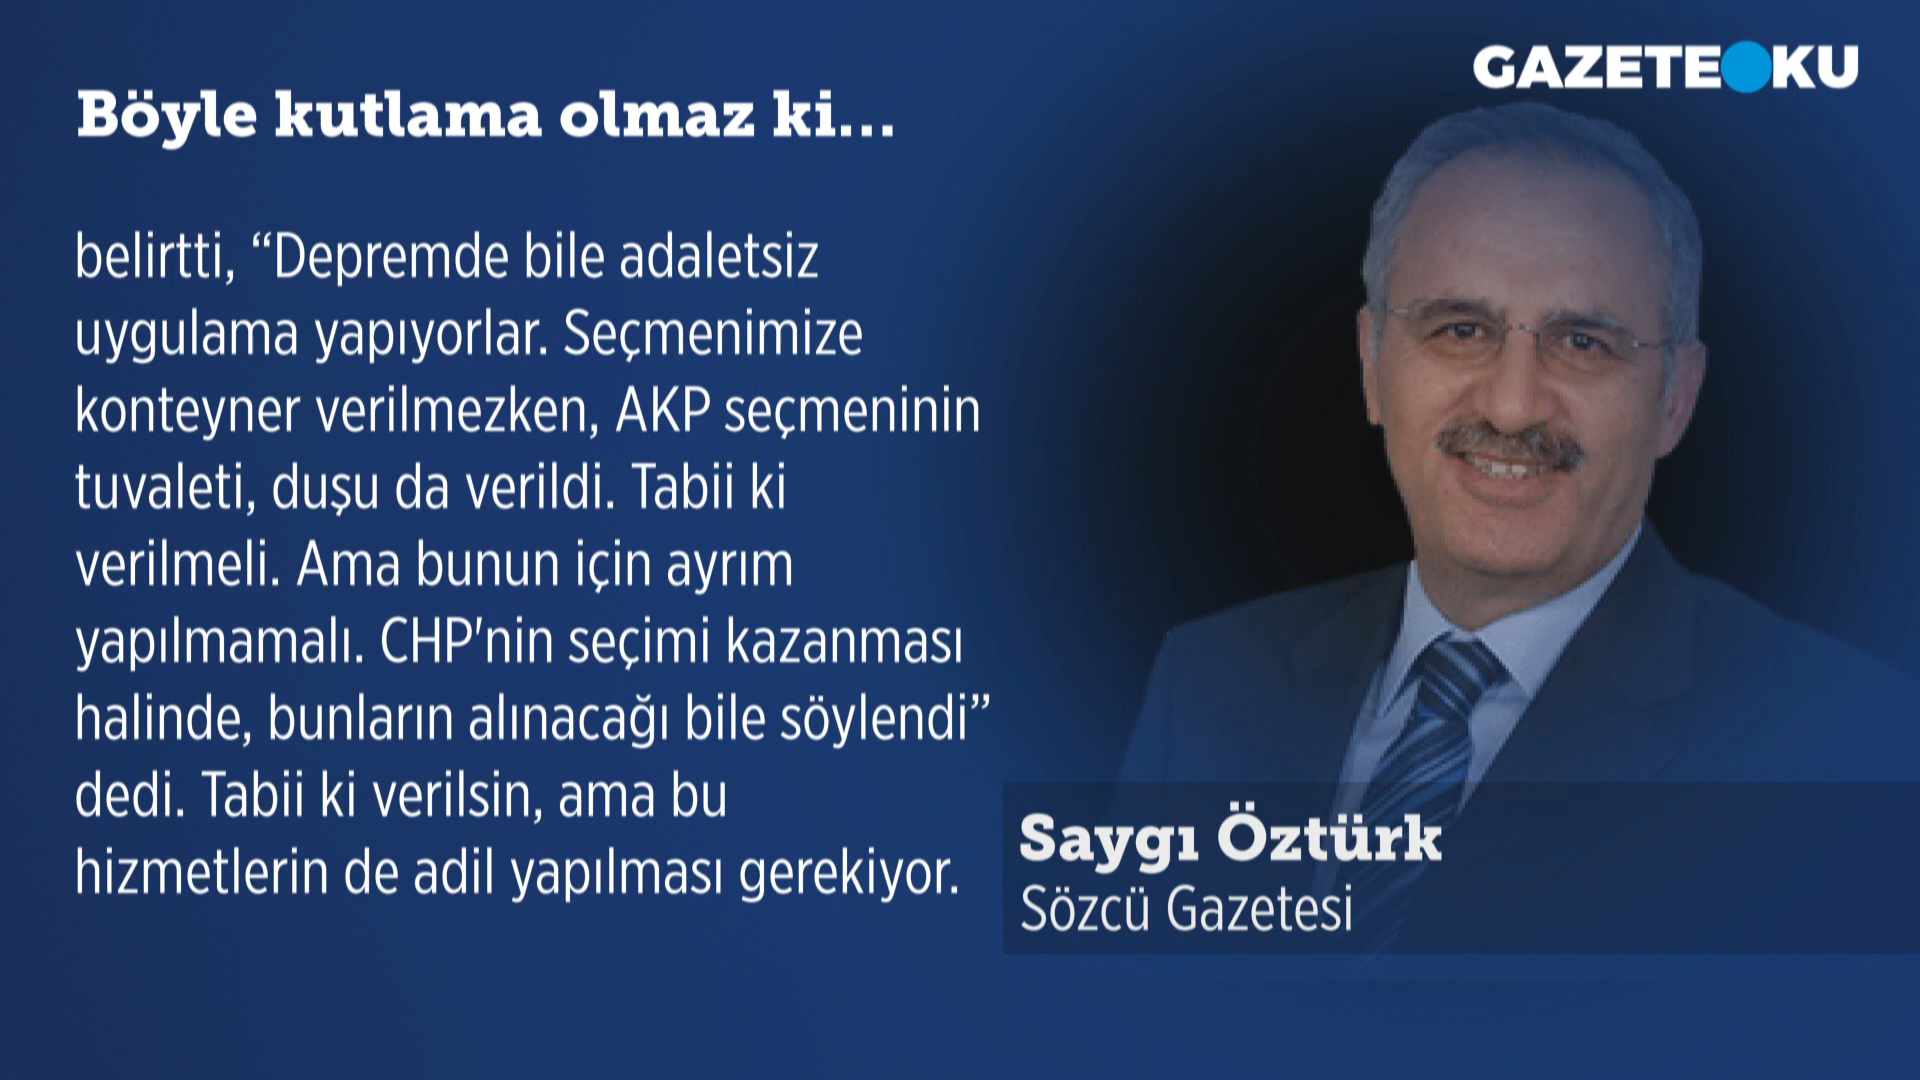 GAZETE OKU
Böyle kutlama olmaz ki...
belirtti, “Depremde bile adaletsiz
uygulama yapıyorlar. Seçmenimize
konteyner verilmezken, AKP seçmeninin
tuvaleti, duşu da verildi. Tabii ki
verilmeli. Ama bunun için ayrım
yapılmamalı. CHP'nin seçimi kazanması
halinde, bunların alınacağı bile söylendi”
dedi. Tabii ki verilsin, ama bu
hizmetlerin de adil yapılması gerekiyor.
Saygı Öztürk
Sözcü Gazetesi